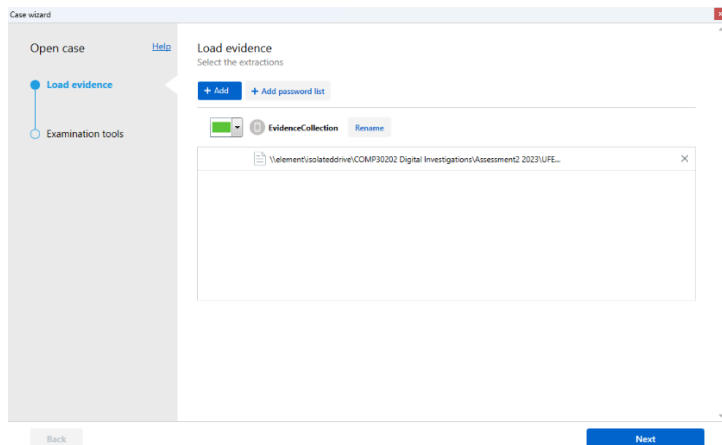 Case wizard
Open case
Help
Load evidence
Examination tools
Load evidence
Select the extractions
+ Add
+ Add password list
EvidenceCollection
Rename
\\element\isolateddrive\COMP30202 Digital Investigations\Assessment2 2023\UFE...
Back
Next